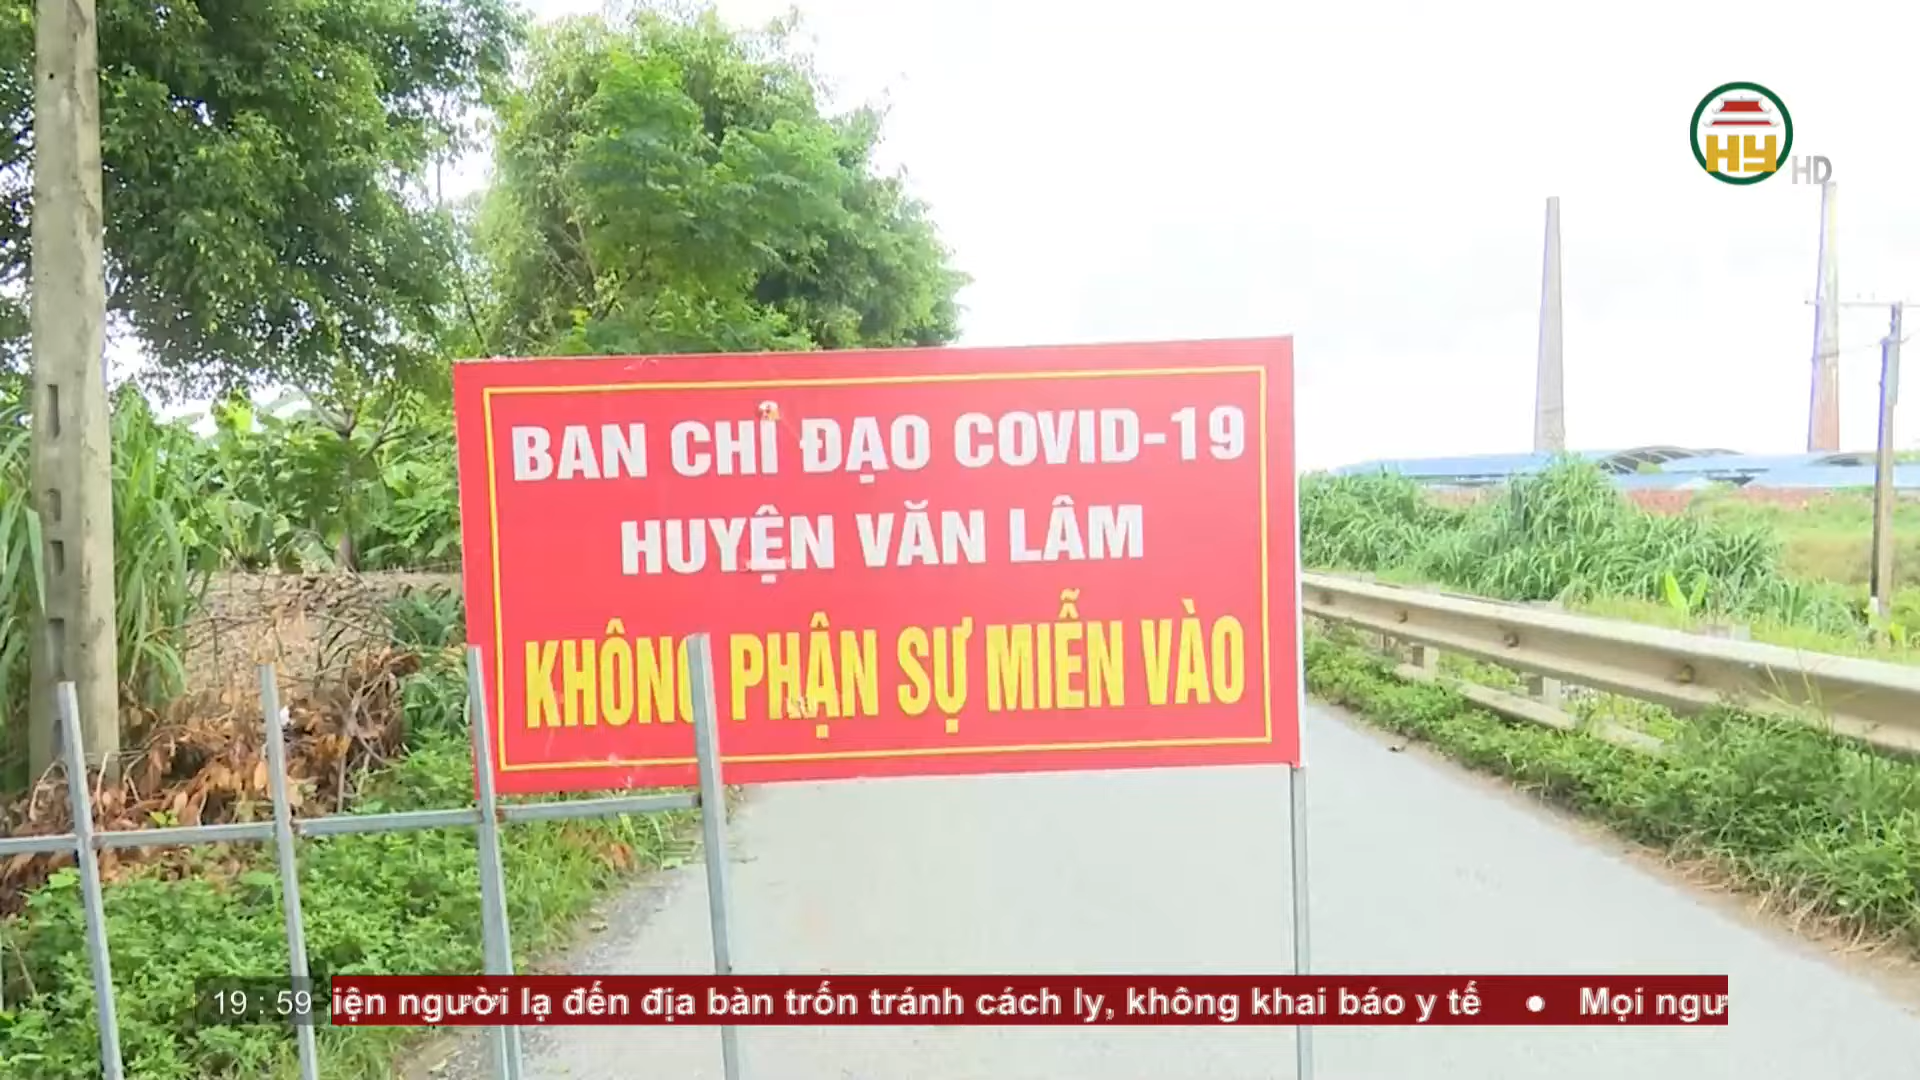 HY HD
BAN CHỈ ĐẠO COVID-19
HUYỆN VĂN LÂM
KHÔNG PHẬN SỰ MIỄN VÀO
19 : 59
iện người lạ đến địa bàn trốn tránh cách ly, không khai báo y tế • Mọi ngư